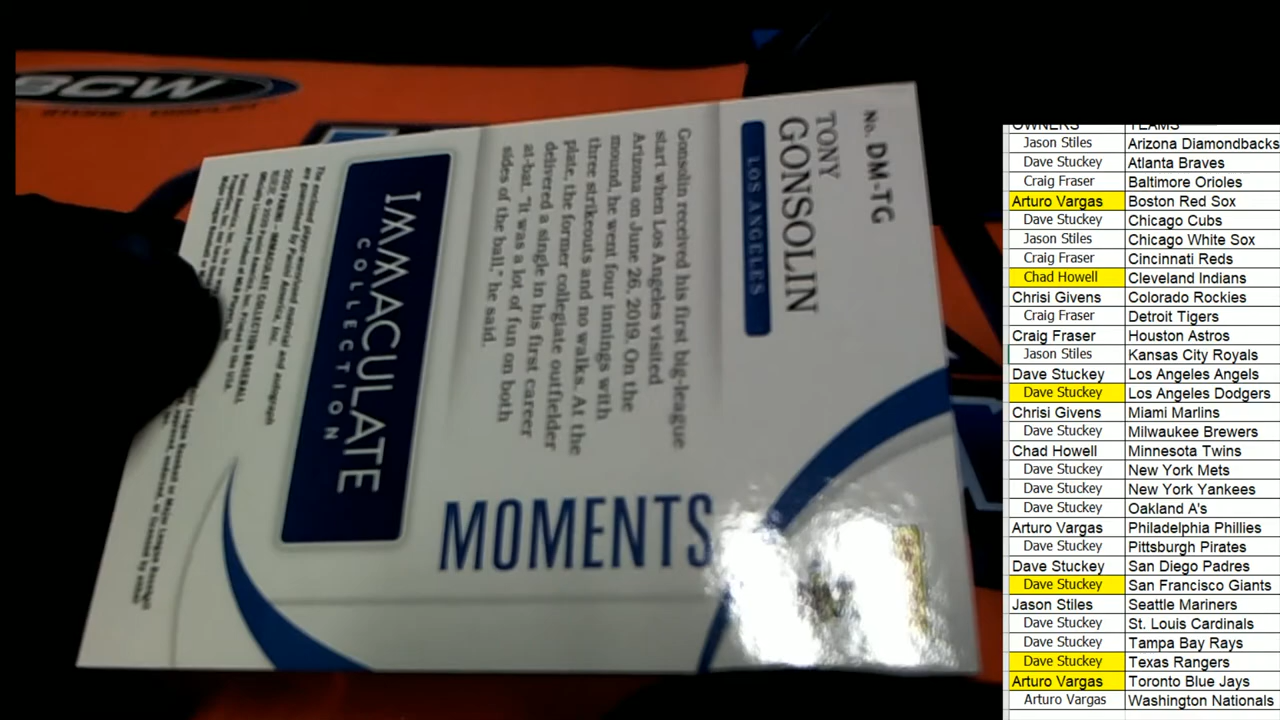 BCW
No. DM-TG
TONY
GONSOLIN
LOS ANGELES
Gonsolin received his first big-league
start when Los Angeles visited
Arizona on June 26, 2019. On the
mound, he went four innings with
three strikeouts and no walks. At the
plate, the former collegiate outfielder
delivered a single in his first career
at-bat. "It was a lot of fun on both
sides of the ball," he said.
MOMENTS
IMMACULATE
COLLECTION
OWNERS TEAMS
Jason Stiles Arizona Diamondbacks
Dave Stuckey Atlanta Braves
Craig Fraser Baltimore Orioles
Arturo Vargas Boston Red Sox
Dave Stuckey Chicago Cubs
Jason Stiles Chicago White Sox
Craig Fraser Cincinnati Reds
Chad Howell Cleveland Indians
Chrisi Givens Colorado Rockies
Craig Fraser Detroit Tigers
Craig Fraser Houston Astros
Jason Stiles Kansas City Royals
Dave Stuckey Los Angeles Angels
Dave Stuckey Los Angeles Dodgers
Chrisi Givens Miami Marlins
Dave Stuckey Milwaukee Brewers
Chad Howell Minnesota Twins
Dave Stuckey New York Mets
Dave Stuckey New York Yankees
Dave Stuckey Oakland A's
Arturo Vargas Philadelphia Phillies
Dave Stuckey Pittsburgh Pirates
Dave Stuckey San Diego Padres
Dave Stuckey San Francisco Giants
Jason Stiles Seattle Mariners
Dave Stuckey St. Louis Cardinals
Dave Stuckey Tampa Bay Rays
Dave Stuckey Texas Rangers
Arturo Vargas Toronto Blue Jays
Arturo Vargas Washington Nationals